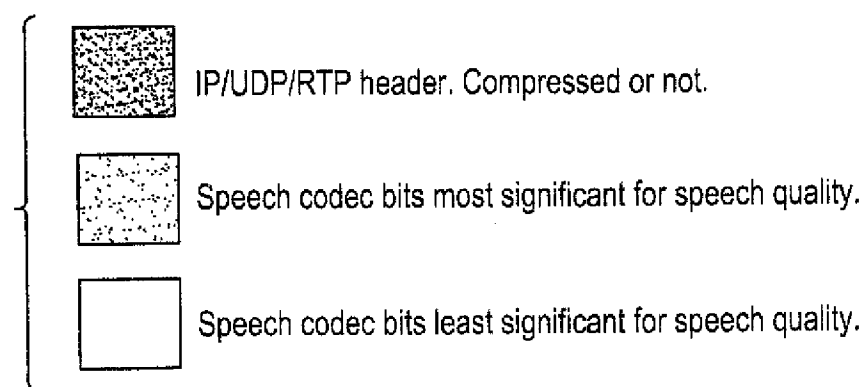 IP/UDP/RTP header. Compressed or not.
Speech codec bits most significant for speech quality.
Speech codec bits least significant for speech quality.